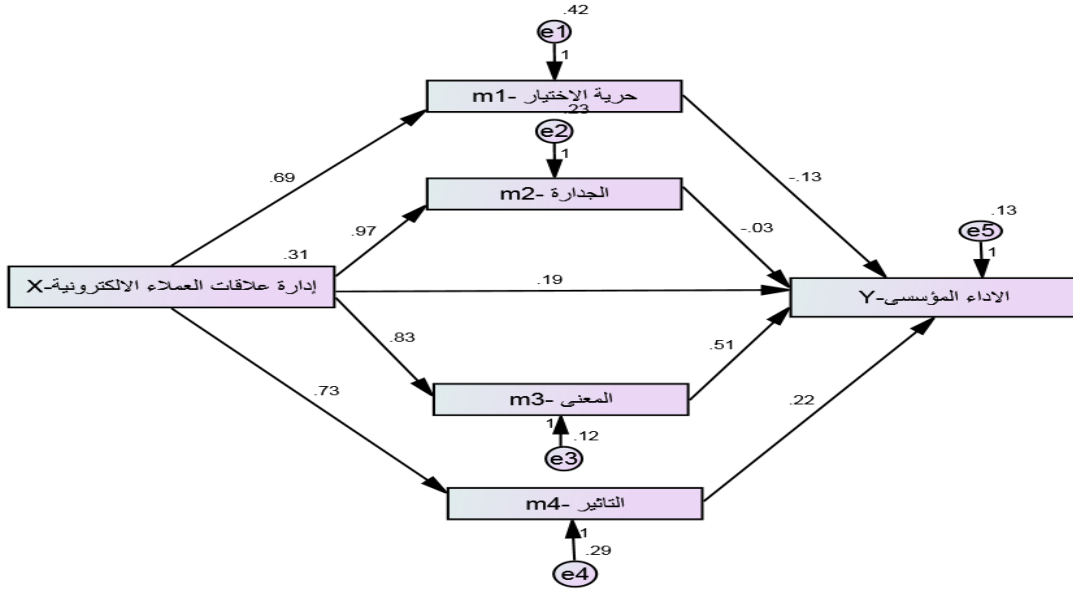 .42
e1
1
m1- حرية الاختيار
.23
e2
1
m2- الجدارة
.69
.97
-.13
-.03
.13
e5
1
.31
X-إدارة علاقات العملاء الالكترونية
.19
Y-الاداء المؤسسى
.83
.51
.73
.22
m3- المعنى
1
.12
e3
m4- التاثير
1
.29
e4